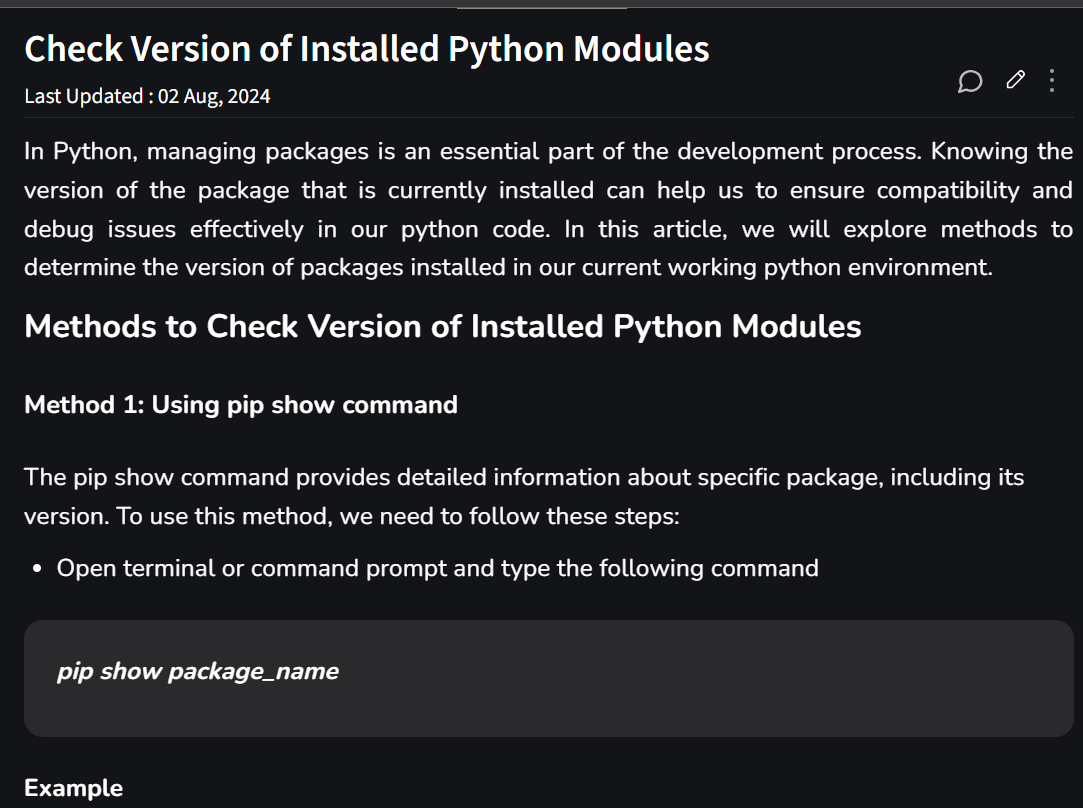 Check Version of Installed Python Modules
Last Updated : 02 Aug, 2024
In Python, managing packages is an essential part of the development process. Knowing the
version of the package that is currently installed can help us to ensure compatibility and
debug issues effectively in our python code. In this article, we will explore methods to
determine the version of packages installed in our current working python environment.
Methods to Check Version of Installed Python Modules
Method 1: Using pip show command
The pip show command provides detailed information about specific package, including its
version. To use this method, we need to follow these steps:
• Open terminal or command prompt and type the following command
pip show package_name
Example